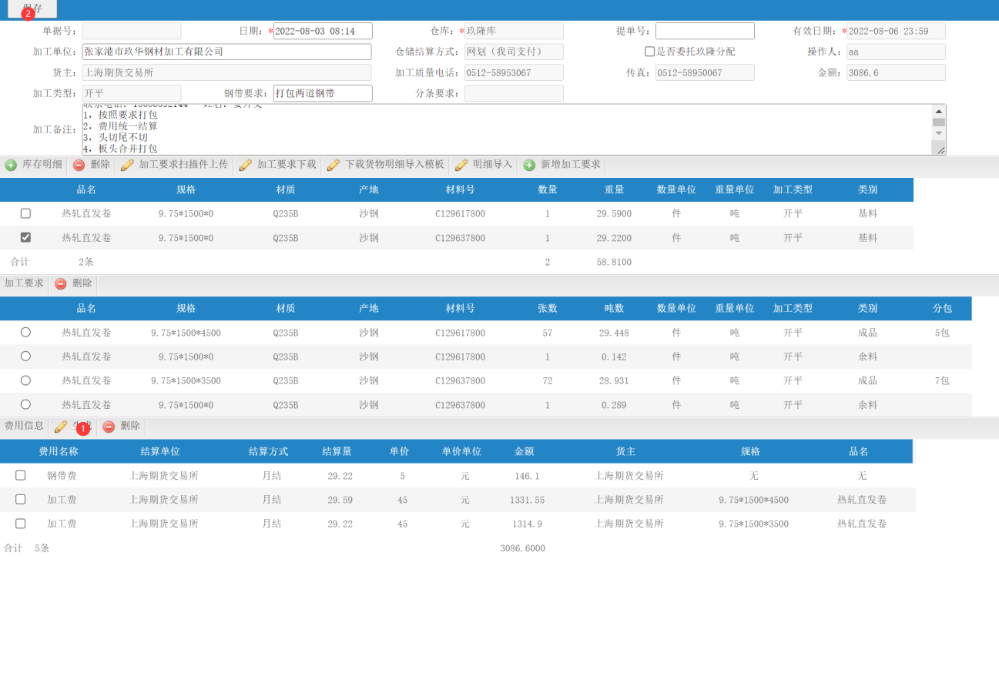 保存
2
单据号：
日期：*2022-08-03 08:14
仓库：*玖隆库
提单号：
有效日期：*2022-08-06 23:59
加工单位：张家港市玖华钢材加工有限公司
仓储结算方式：网划（我司支付）
是否委托玖隆分配
操作人：aa
货主：上海期货交易所
加工质量电话：0512-58953067
传真：0512-58950067
金额：3086.6
加工类型：开平
钢带要求：打包两道钢带
分条要求：
加工备注：
1，按照要求打包
2，费用统一结算
3，头切尾不切
4，板头合并打包
库存明细 删除 加工要求扫描件上传 加工要求下载 下载货物明细导入模板 明细导入 新增加工要求
品名 规格 材质 产地 材料号 数量 重量 数量单位 重量单位 加工类型 类别
热轧直发卷 9.75*1500*0 Q235B 沙钢 C129617800 1 29.5900 件 吨 开平 基料
热轧直发卷 9.75*1500*0 Q235B 沙钢 C129637800 1 29.2200 件 吨 开平 基料
合计 2条 2 58.8100
加工要求 删除
品名 规格 材质 产地 材料号 张数 吨数 数量单位 重量单位 加工类型 类别 分包
热轧直发卷 9.75*1500*4500 Q235B 沙钢 C129617800 57 29.448 件 吨 开平 成品 5包
热轧直发卷 9.75*1500*0 Q235B 沙钢 C129617800 1 0.142 件 吨 开平 余料
热轧直发卷 9.75*1500*3500 Q235B 沙钢 C129637800 72 28.931 件 吨 开平 成品 7包
热轧直发卷 9.75*1500*0 Q235B 沙钢 C129637800 1 0.289 件 吨 开平 余料
费用信息 生成 1 删除
费用名称 结算单位 结算方式 结算量 单价 单价单位 金额 货主 规格 品名
钢带费 上海期货交易所 月结 29.22 5 元 146.1 上海期货交易所 无 无
加工费 上海期货交易所 月结 29.59 45 元 1331.55 上海期货交易所 9.75*1500*4500 热轧直发卷
加工费 上海期货交易所 月结 29.22 45 元 1314.9 上海期货交易所 9.75*1500*3500 热轧直发卷
合计 5条 3086.6000